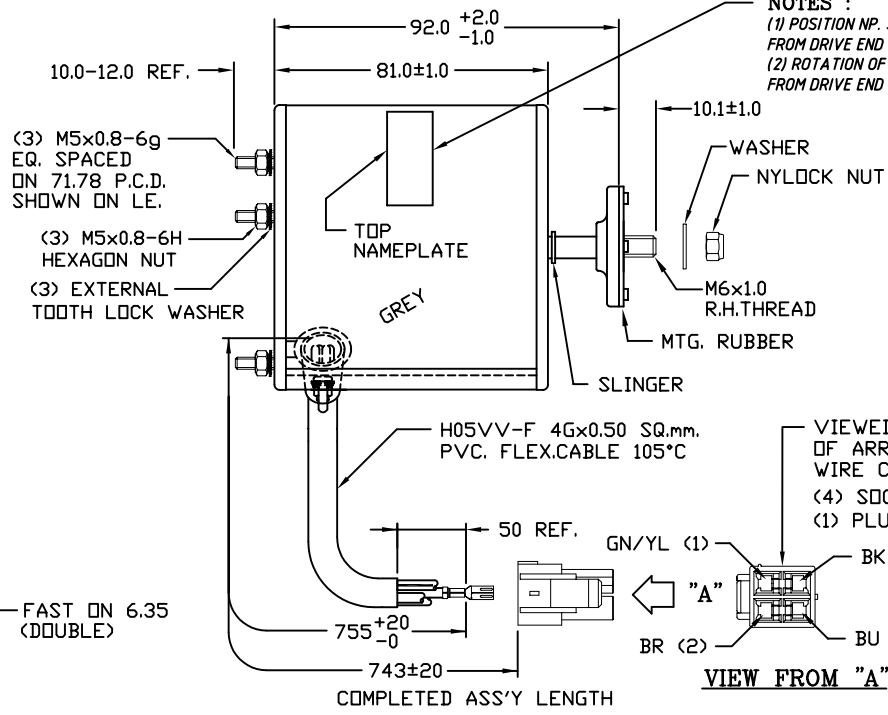 NOTES :
(1) POSITION NP.
FROM DRIVE END
(2) ROTATION OF
FROM DRIVE END
92.0 +2.0 -1.0
10.0-12.0 REF.
81.0±1.0
10.1±1.0
(3) M5x0.8-6g
EQ. SPACED
ON 71.78 P.C.D.
SHOWN ON LE.
WASHER
NYLOCK NUT
TOP
NAMEPLATE
(3) M5x0.8-6H
HEXAGON NUT
(3) EXTERNAL
TOOTH LOCK WASHER
GREY
M6x1.0
R.H.THREAD
MTG. RUBBER
SLINGER
H05VV-F 4Gx0.50 SQ.mm.
PVC. FLEX.CABLE 105°C
VIEWED
OF ARR
WIRE C
(4) SOC
(1) PLU
50 REF.
GN/YL (1)
BK
"A"
FAST ON 6.35
(DOUBLE)
755 +20 -0
BR (2)
BU
743±20
COMPLETED ASS'Y LENGTH
VIEW FROM "A"